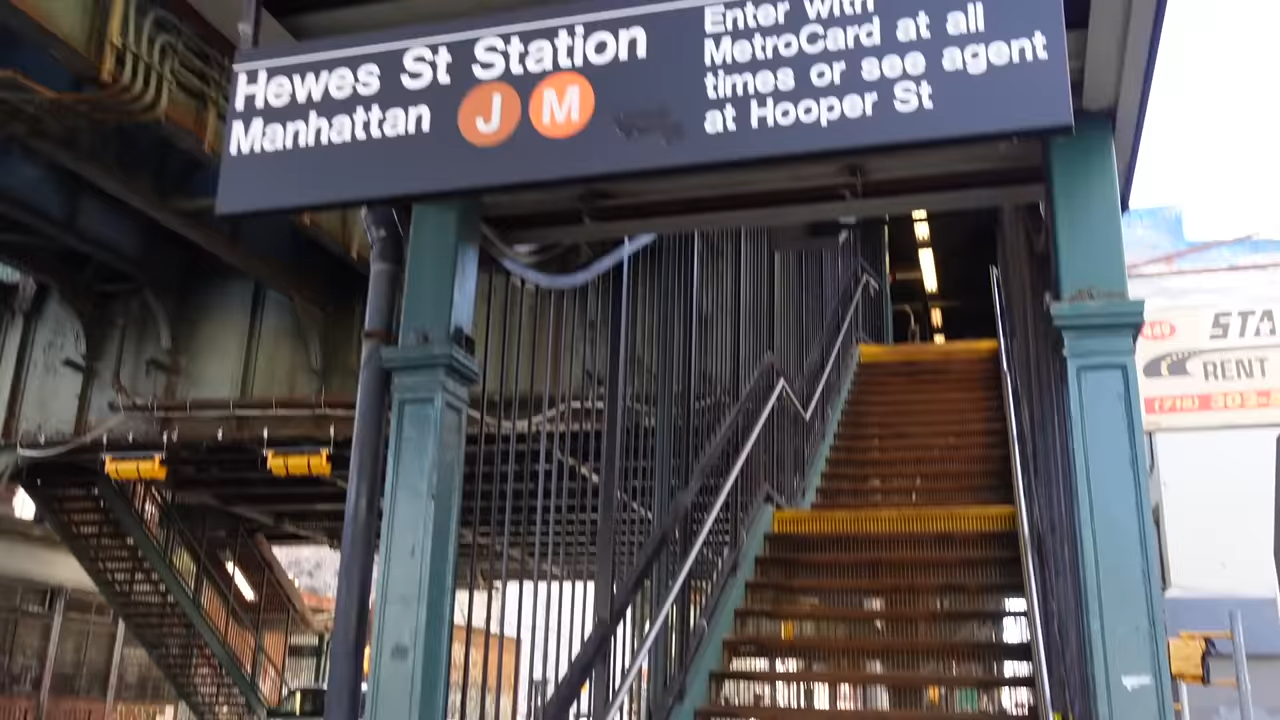 Hewes St Station
Manhattan J M
Enter with
MetroCard at all
times or see agent
at Hooper St
STA
RENT